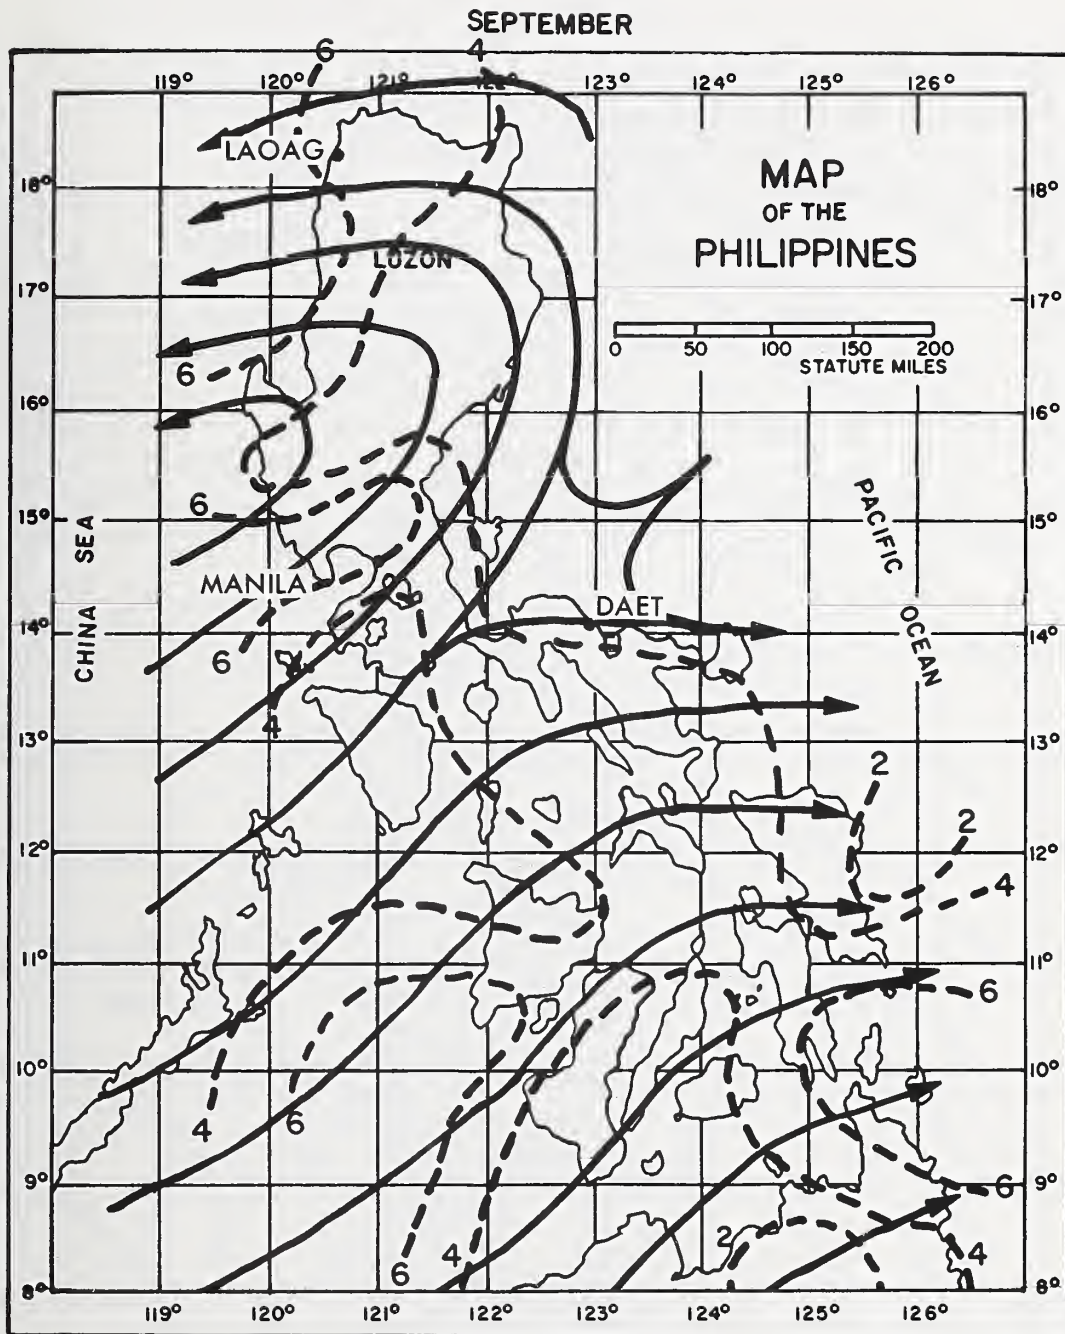 SEPTEMBER
6 4
119° 120° 121° 122° 123° 124° 125° 126°
LAOAG
MAP
OF THE
PHILIPPINES
18° 18°
LUZON
17° 17°
0 50 100 150 200
STATUTE MILES
6
16° 16°
6
15° 15°
CHINA SEA
PACIFIC OCEAN
MANILA
DAET
14° 14°
6
4
13° 13°
2
2
12° 12°
4
11° 11°
6
10° 10°
4
6
9° 9°
6
2
4
6
4
8° 8°
119° 120° 121° 122° 123° 124° 125° 126°